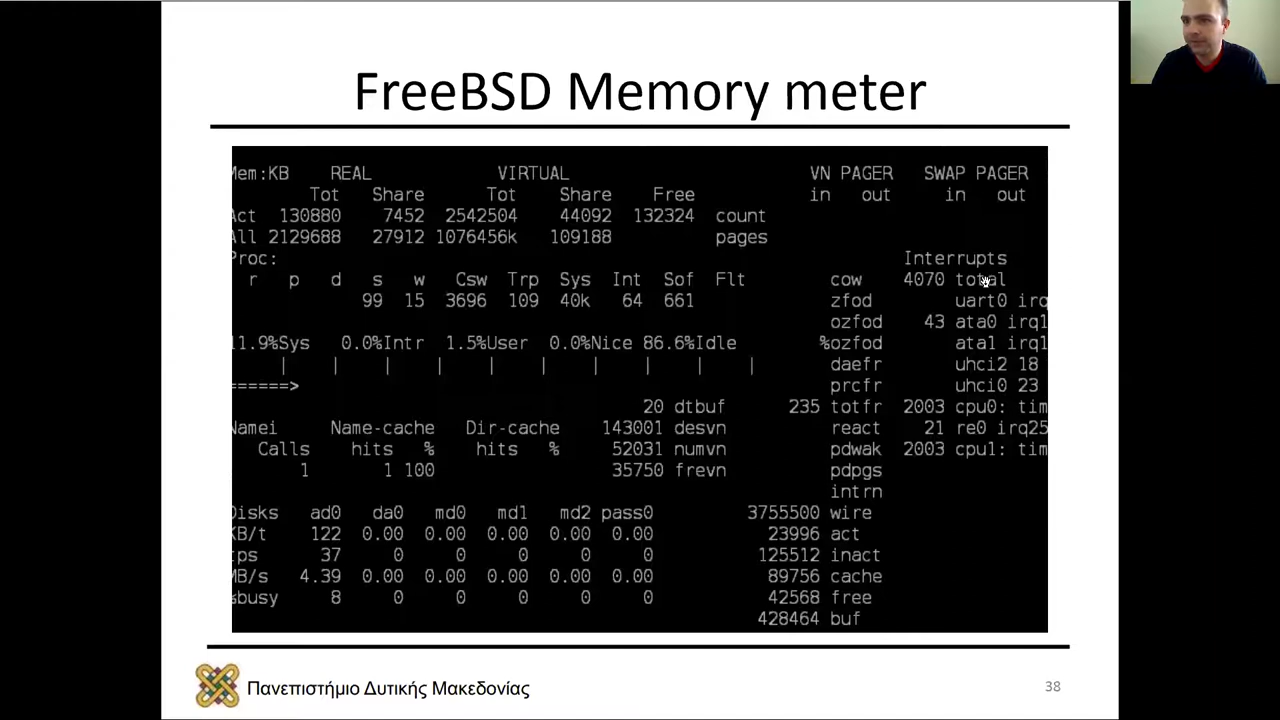 FreeBSD Memory meter
Mem:KB REAL VIRTUAL VN PAGER SWAP PAGER
Tot Share Tot Share Free in out in out
Act 130880 7452 2542504 44092 132324 count
All 2129688 27912 1076456k 109188 pages
Proc: Interrupts
r p d s w Csw Trp Sys Int Sof Flt cow 4070 total
99 15 3696 109 40k 64 661 zfod uart0 irq
ozfod 43 ata0 irq1
11.9%Sys 0.0%Intr 1.5%User 0.0%Nice 86.6%Idle %ozfod ata1 irq1
| | | | | | | | | | daefr uhci2 18
======> prcfr uhci0 23
20 dtbuf 235 totfr 2003 cpu0: tim
Namei Name-cache Dir-cache 143001 desvn react 21 re0 irq25
Calls hits % hits % 52031 numvn pdwak 2003 cpu1: tim
1 1 100 35750 frevn pdpgs
intrn
Disks ad0 da0 md0 md1 md2 pass0 3755500 wire
KB/t 122 0.00 0.00 0.00 0.00 0.00 23996 act
tps 37 0 0 0 0 0 125512 inact
MB/s 4.39 0.00 0.00 0.00 0.00 0.00 89756 cache
%busy 8 0 0 0 0 0 42568 free
428464 buf
Πανεπιστήμιο Δυτικής Μακεδονίας
38